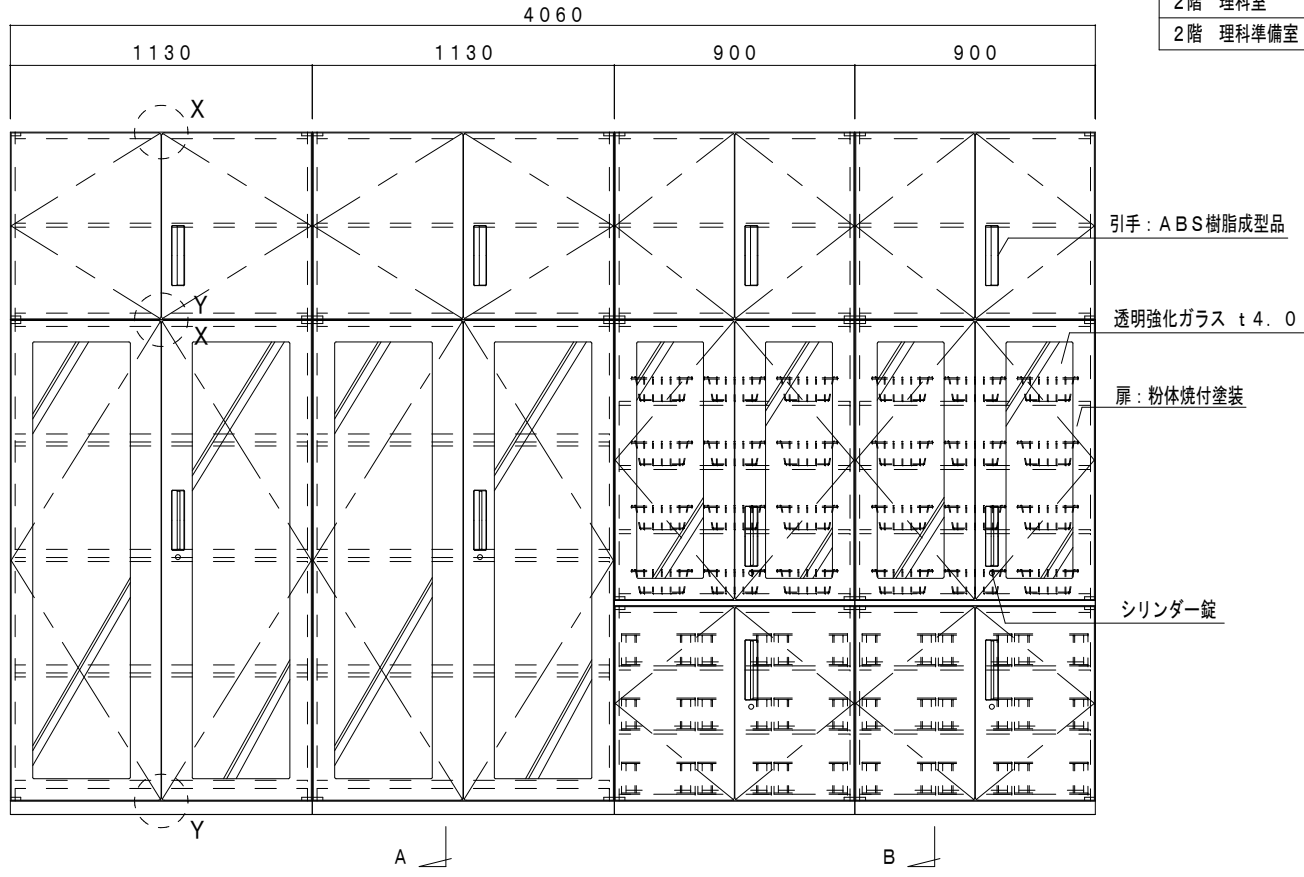 2階 理科室
2階 理科準備室
4060
1130 1130 900 900
X
引手：ABS樹脂成型品
Y
X
透明強化ガラス t4.0
扉：粉体焼付塗装
シリンダー錠
Y
A B